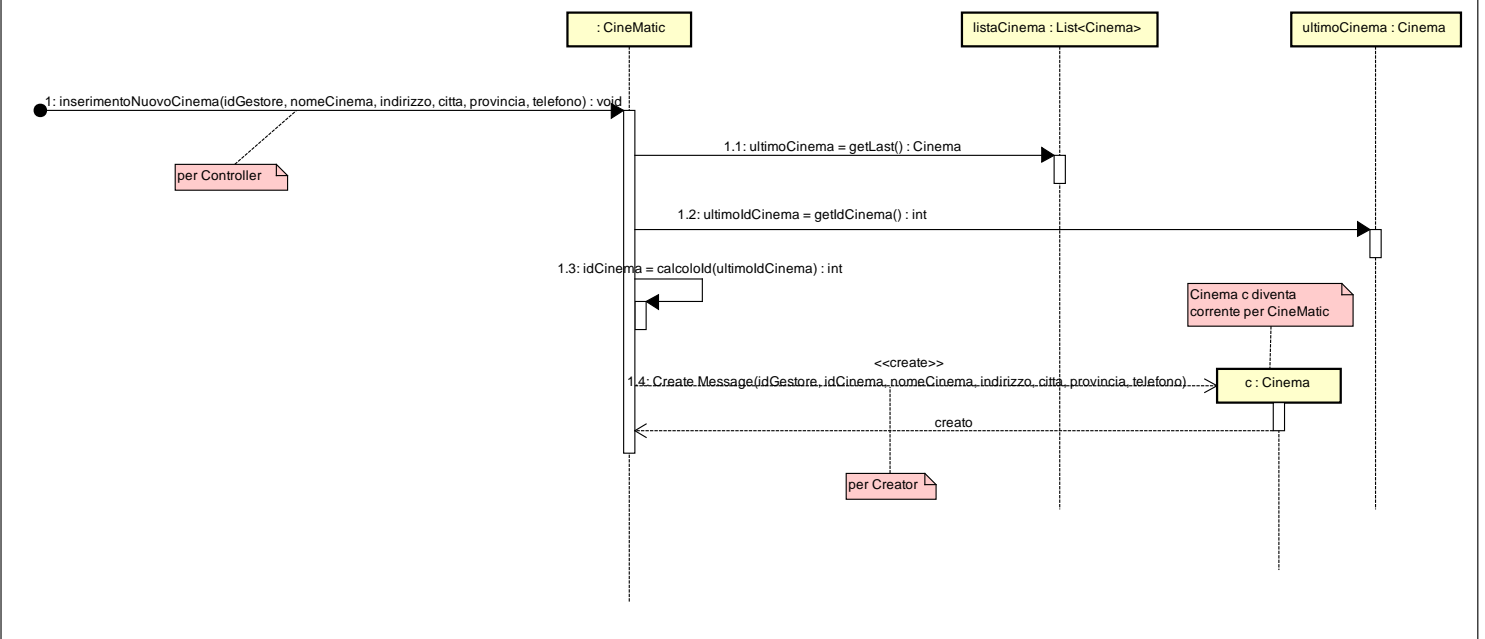 : CineMatic
listaCinema : List<Cinema>
ultimoCinema : Cinema
1: inserimentoNuovoCinema(idGestore, nomeCinema, indirizzo, citta, provincia, telefono) : void
per Controller
1.1: ultimoCinema = getLast() : Cinema
1.2: ultimoIdCinema = getIdCinema() : int
1.3: idCinema = calcoloId(ultimoIdCinema) : int
Cinema c diventa
corrente per CineMatic
<<create>>
1.4: Create Message(idGestore, idCinema, nomeCinema, indirizzo, citta, provincia, telefono)
c : Cinema
creato
per Creator